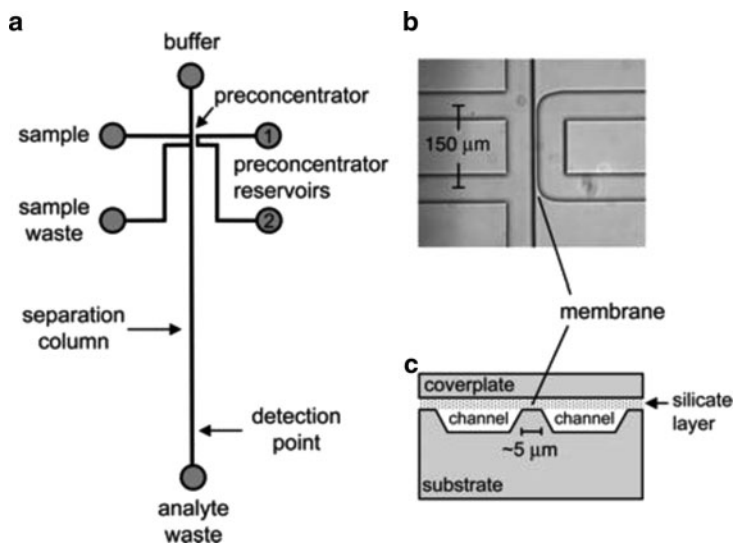 a
buffer
preconcentrator
sample
1
preconcentrator
reservoirs
sample
waste
2
separation
column
detection
point
analyte
waste
b
150 μm
membrane
c
coverplate
silicate
layer
channel
channel
~5 μm
substrate